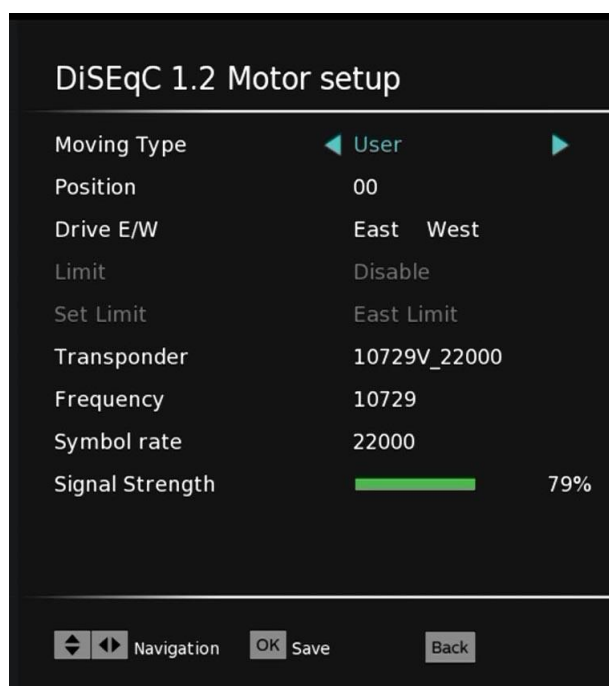 DiSEqC 1.2 Motor setup
Moving Type User
Position 00
Drive E/W East West
Limit Disable
Set Limit East Limit
Transponder 10729V_22000
Frequency 10729
Symbol rate 22000
Signal Strength 79%
Navigation OK Save Back